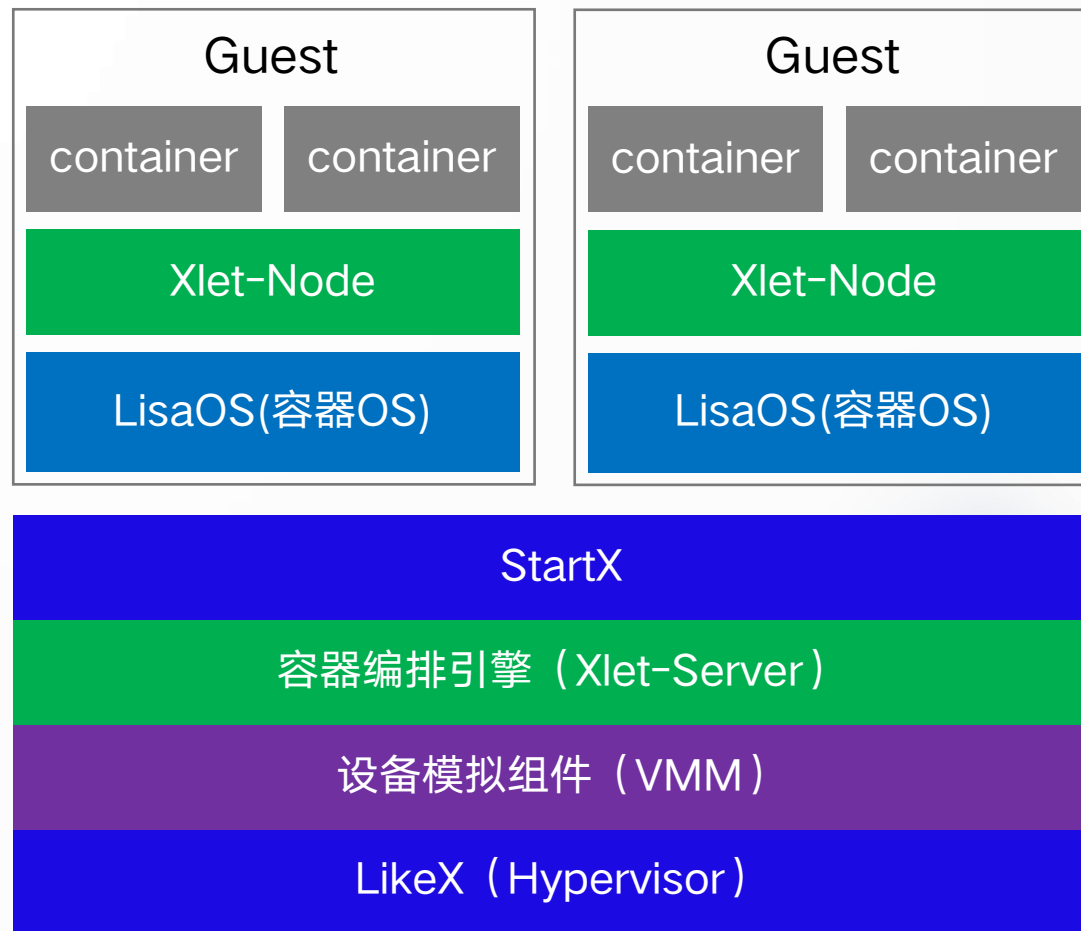 Guest
container
container
Xlet-Node
LisaOS(容器OS)
Guest
container
container
Xlet-Node
LisaOS(容器OS)
StartX
容器编排引擎（Xlet-Server）
设备模拟组件（VMM）
LikeX（Hypervisor）